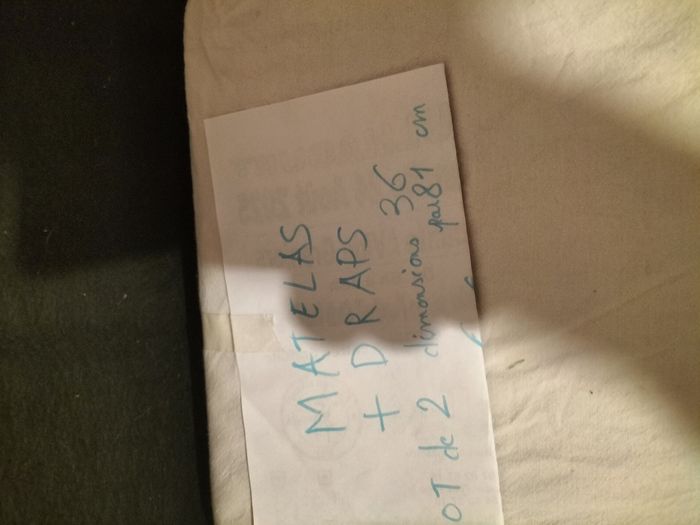 MATELAS
+ DRAPS
OT de 2 dimensions 36
par 81 cm